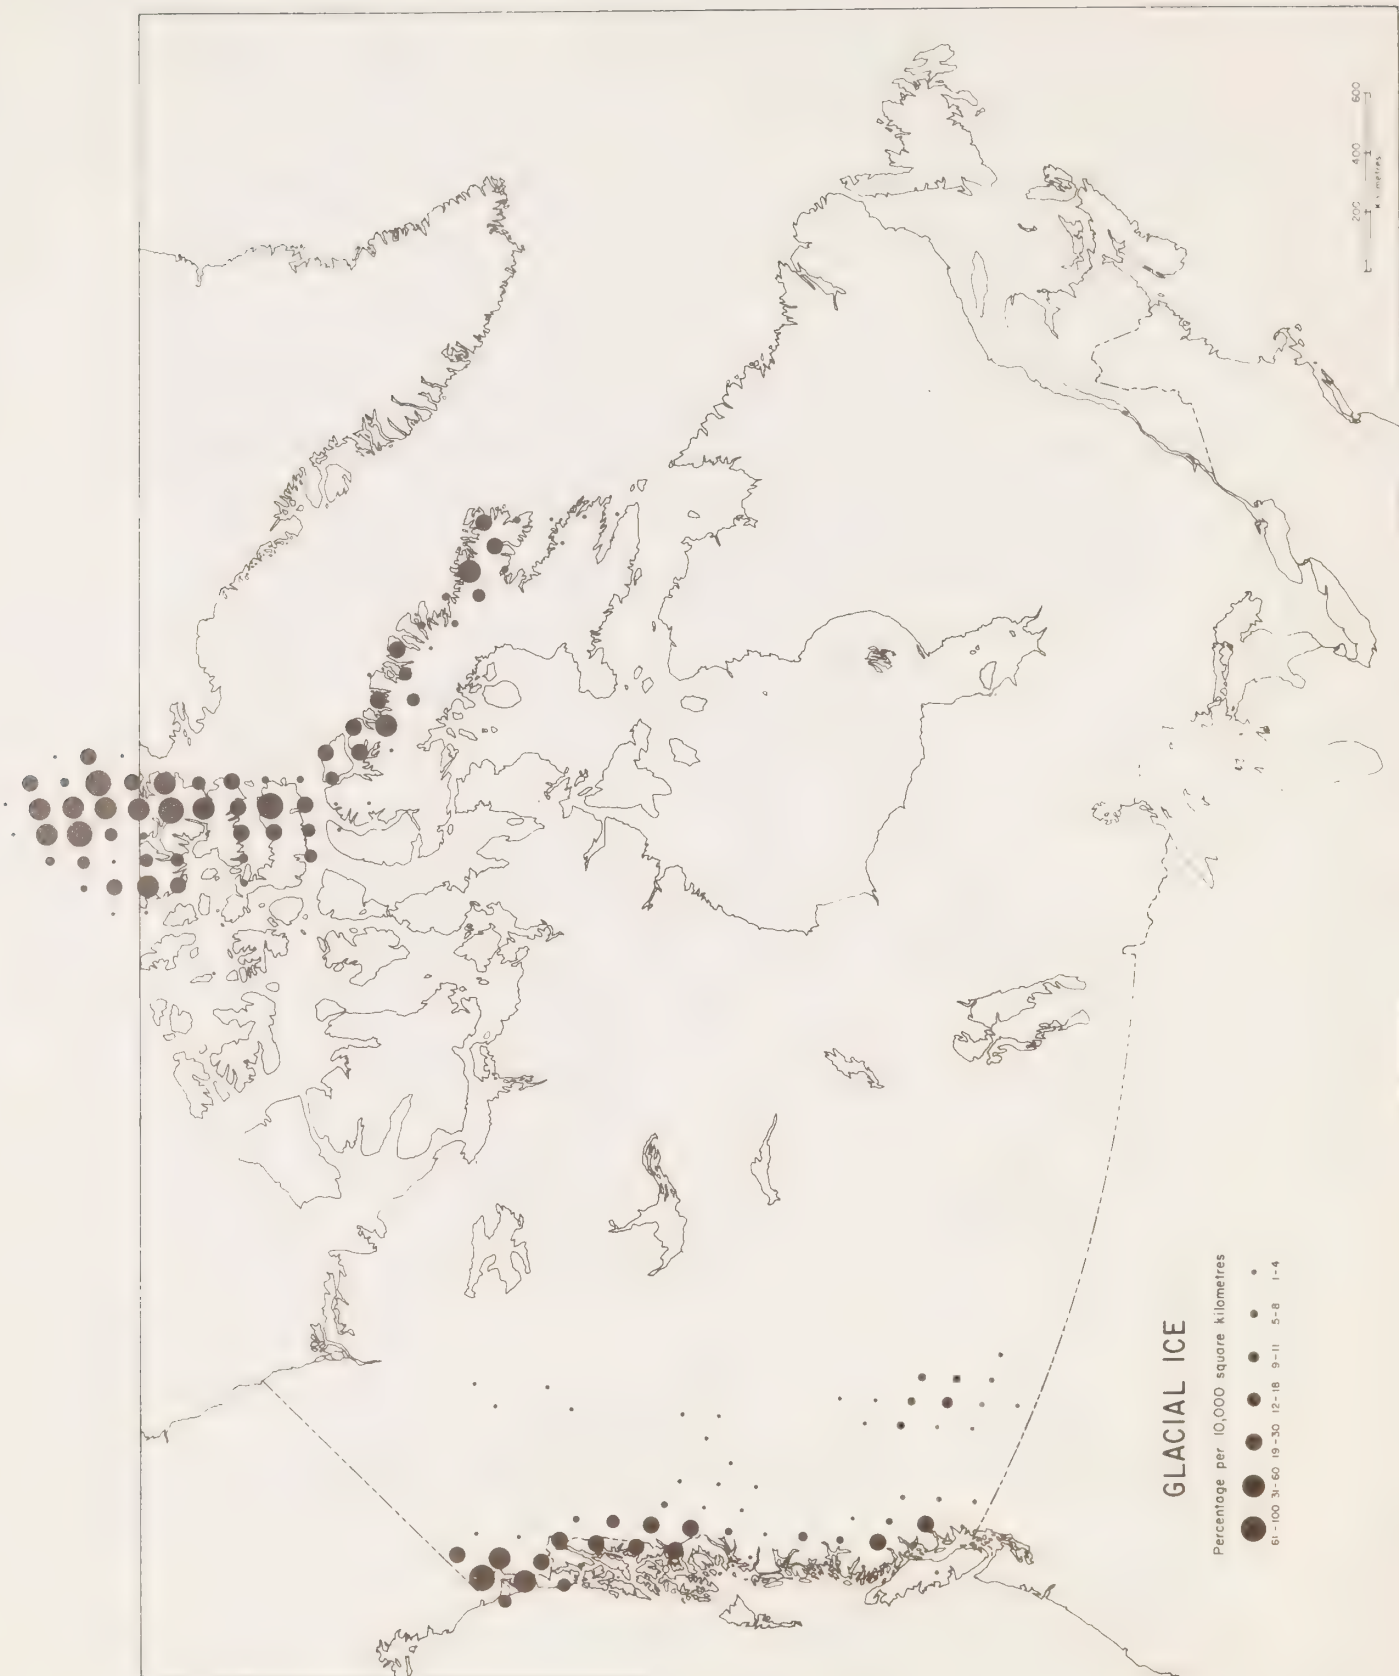 GLACIAL ICE
Percentage per 10,000 square kilometres
61-100 31-60 19-30 12-18 9-11 5-8 1-4
200 400 600